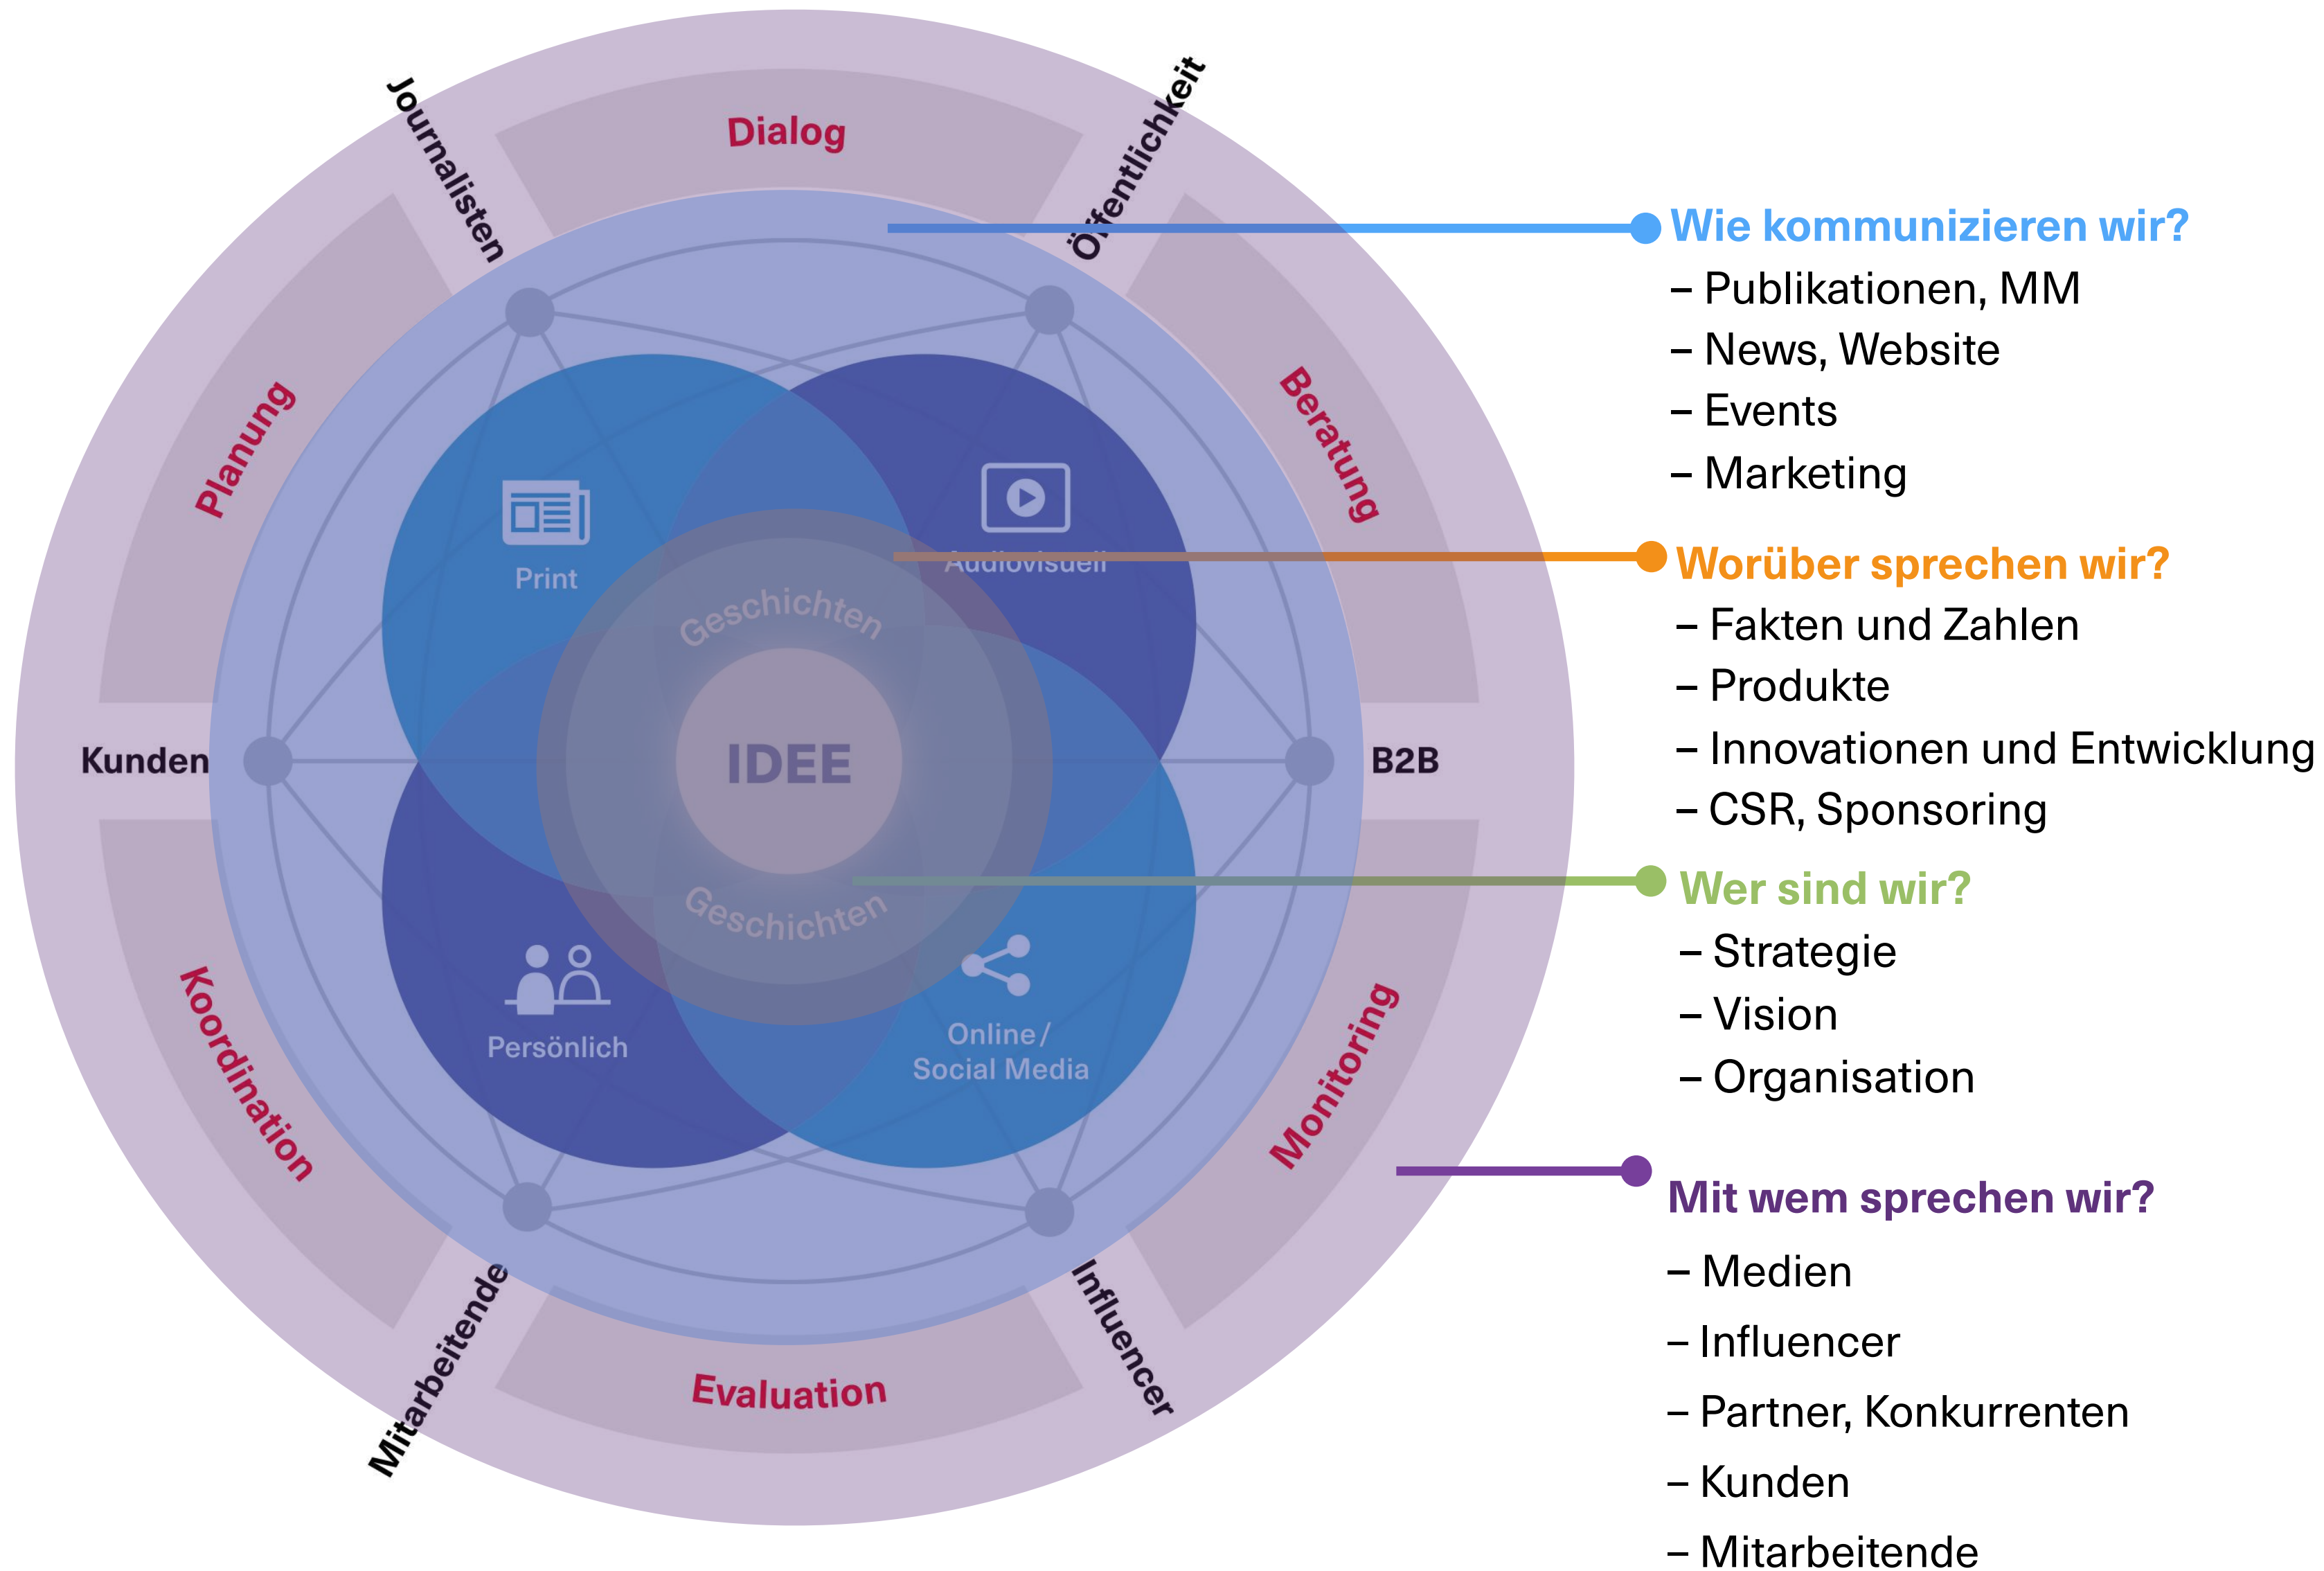 Journalisten
Dialog
Öffentlichkeit
Planung
Beratung
Print
Audiovisuell
Geschichten
Kunden
IDEE
B2B
Geschichten
Persönlich
Online /
Social Media
Koordination
Monitoring
Mitarbeitende
Evaluation
Influencer
Wie kommunizieren wir?
– Publikationen, MM
– News, Website
– Events
– Marketing
Worüber sprechen wir?
– Fakten und Zahlen
– Produkte
– Innovationen und Entwicklung
– CSR, Sponsoring
Wer sind wir?
– Strategie
– Vision
– Organisation
Mit wem sprechen wir?
– Medien
– Influencer
– Partner, Konkurrenten
– Kunden
– Mitarbeitende